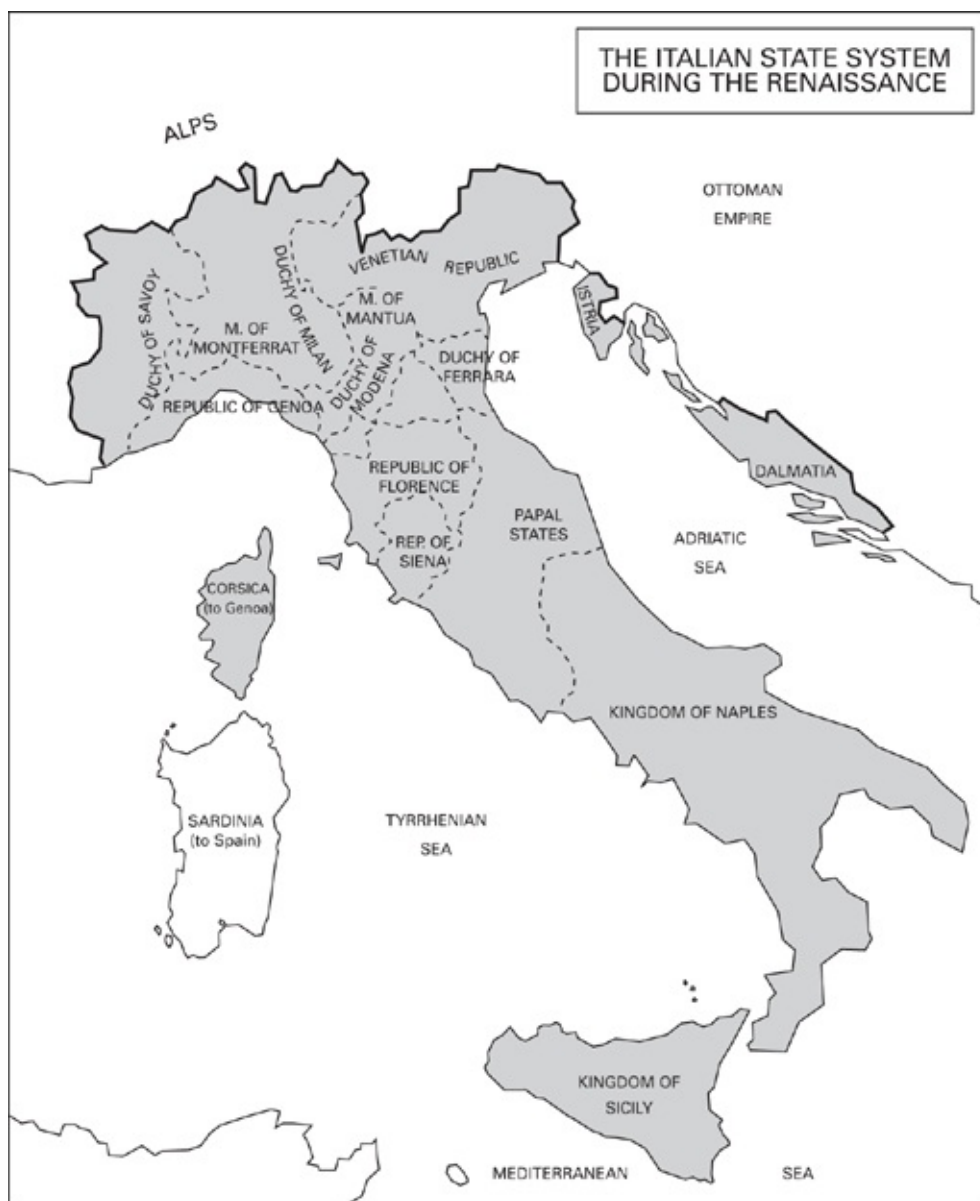 THE ITALIAN STATE SYSTEM
DURING THE RENAISSANCE
ALPS
OTTOMAN
EMPIRE
VENETIAN REPUBLIC
ISTRIA
DUCHY OF SAVOY
DUCHY OF MILAN
M. OF
MANTUA
M. OF
MONTFERRAT
DUCHY OF
MODENA
DUCHY OF
FERRARA
REPUBLIC OF GENOA
REPUBLIC OF
FLORENCE
DALMATIA
PAPAL
STATES
REP. OF
SIENA
ADRIATIC
SEA
CORSICA
(to Genoa)
KINGDOM OF NAPLES
SARDINIA
(to Spain)
TYRRHENIAN
SEA
KINGDOM OF
SICILY
MEDITERRANEAN SEA